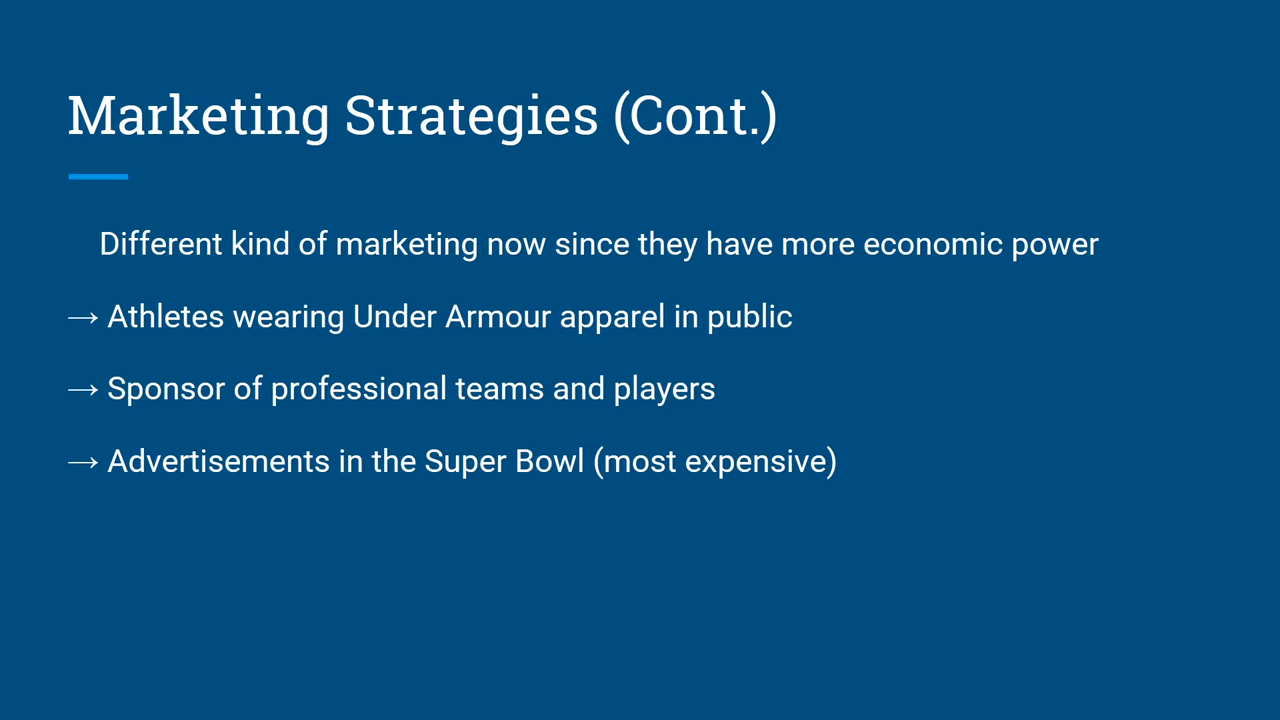 Marketing Strategies (Cont.)
Different kind of marketing now since they have more economic power
→ Athletes wearing Under Armour apparel in public
→ Sponsor of professional teams and players
→ Advertisements in the Super Bowl (most expensive)